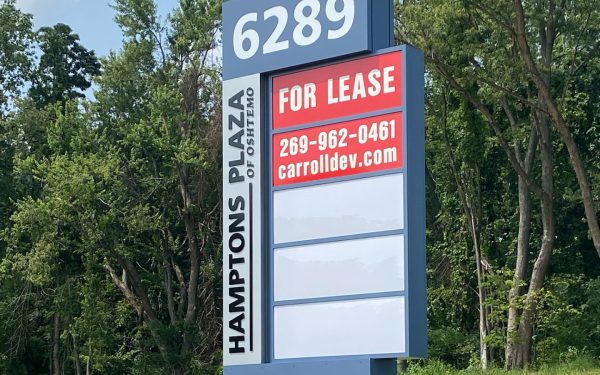 6289
HAMPTONS PLAZA
OF OSHTEMO
FOR LEASE
269-962-0461
carrolldev.com